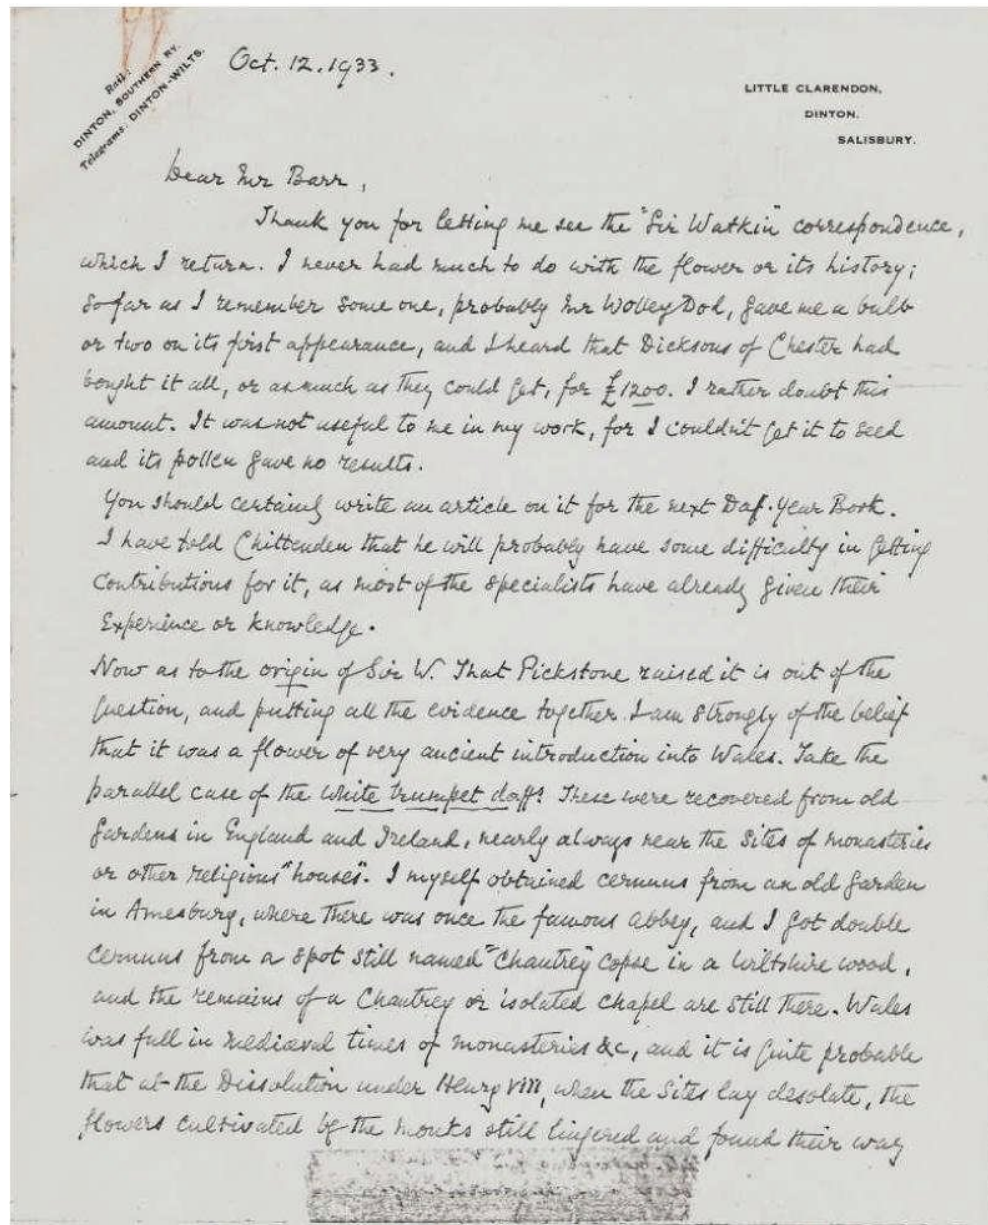 Rail:
DINTON, SOUTHERN RY.
Telegrams: DINTON-WILTS.
Oct. 12. 1933.
LITTLE CLARENDON,
DINTON.
SALISBURY.
Dear Mr Barr,
Thank you for letting me see the "Sir Watkin" correspondence,
which I return. I never had much to do with the flower or its history;
so far as I remember some one, probably Mr Wolley Dod, gave me a bulb
or two on its first appearance, and I heard that Dicksons of Chester had
bought it all, or as much as they could get, for £1200. I rather doubt this
amount. It was not useful to me in my work, for I couldn't get it to seed
and its pollen gave no results.
You should certainly write an article on it for the next Daf. Year Book.
I have told Chittenden that he will probably have some difficulty in getting
contributions for it, as most of the specialists have already given their
experience or knowledge.
Now as to the origin of Sir W. That Pickstone raised it is out of the
question, and putting all the evidence together I am strongly of the belief
that it was a flower of very ancient introduction into Wales. Take the
parallel case of the white trumpet daffs. These were recovered from old
gardens in England and Ireland, nearly always near the sites of monasteries
or other religious "houses". I myself obtained cernuus from an old garden
in Amesbury, where there was once the famous abbey, and I got double
cernuus from a spot still named "Chantrey" copse in a Wiltshire wood,
and the remains of a Chantrey or isolated chapel are still there. Wales
was full in mediæval times of monasteries &c, and it is quite probable
that at the Dissolution under Henry VIII, when the sites lay desolate, the
flowers cultivated by the monks still lingered and found their way